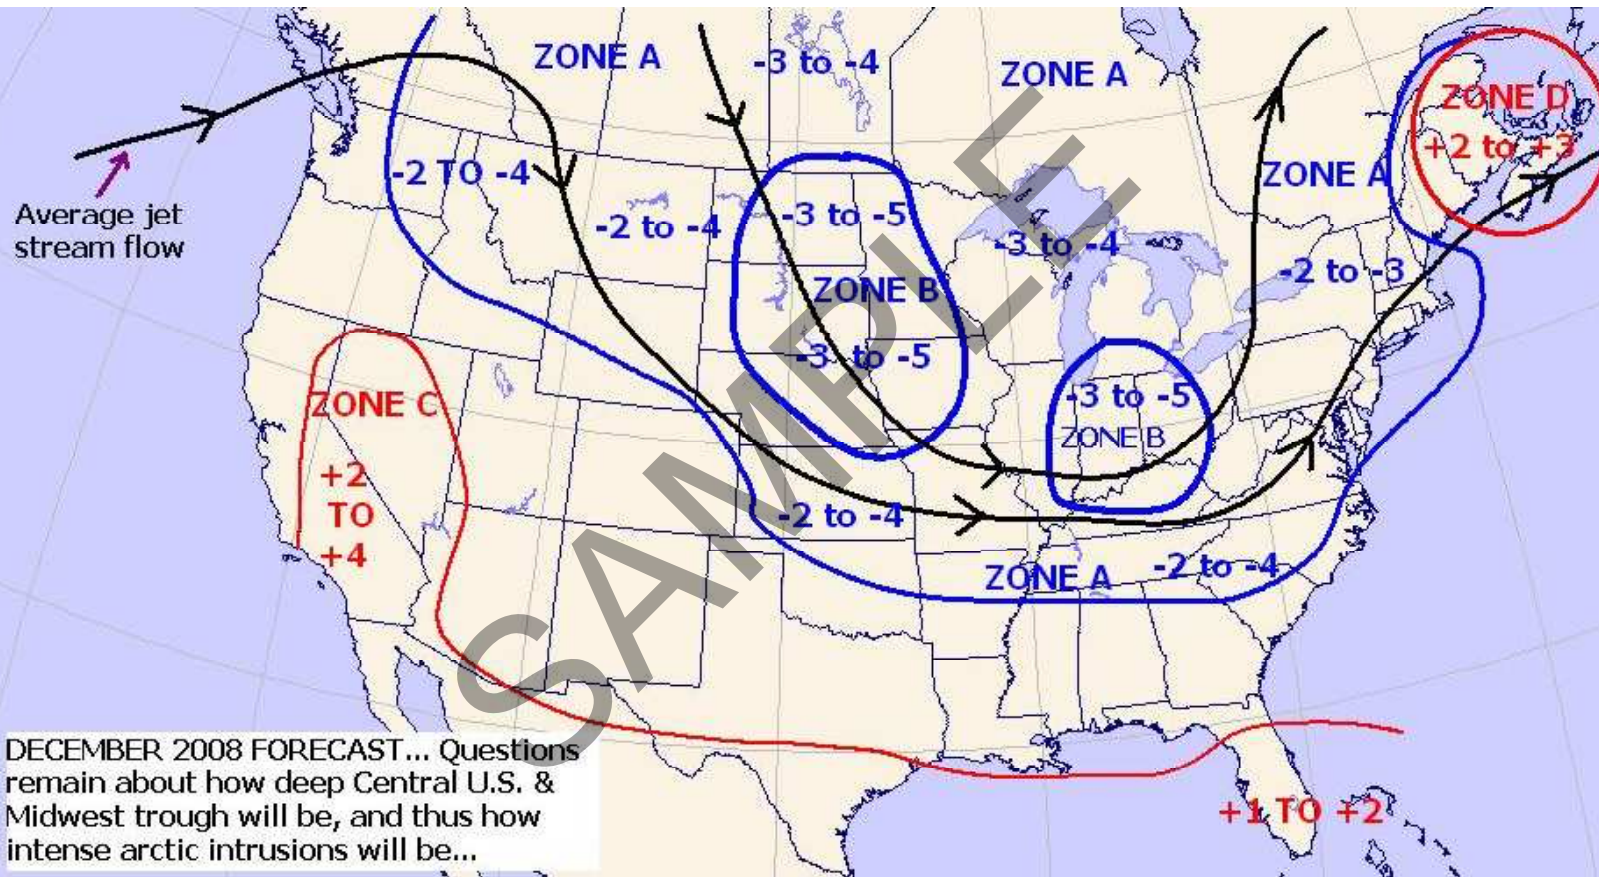 ZONE A
-3 to -4
ZONE A
ZONE D
+2 to +3
-2 TO -4
ZONE A
Average jet
stream flow
-2 to -4
-3 to -5
-3 to -4
-2 to -3
ZONE B
-3 to -5
ZONE C
-3 to -5
ZONE B
+2
TO
+4
-2 to -4
ZONE A
-2 to -4
SAMPLE
DECEMBER 2008 FORECAST... Questions
remain about how deep Central U.S. &
Midwest trough will be, and thus how
intense arctic intrusions will be...
+1 TO +2